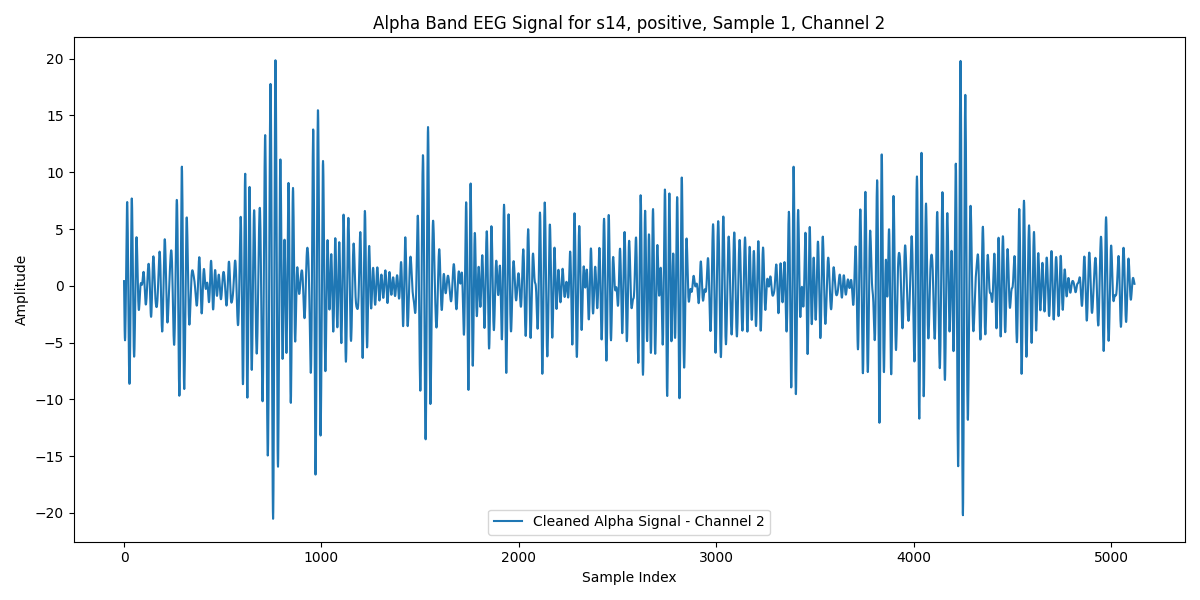 Alpha Band EEG Signal for s14, positive, Sample 1, Channel 2
Amplitude
20
15
10
5
0
−5
−10
−15
−20
Cleaned Alpha Signal - Channel 2
0 1000 2000 3000 4000 5000
Sample Index